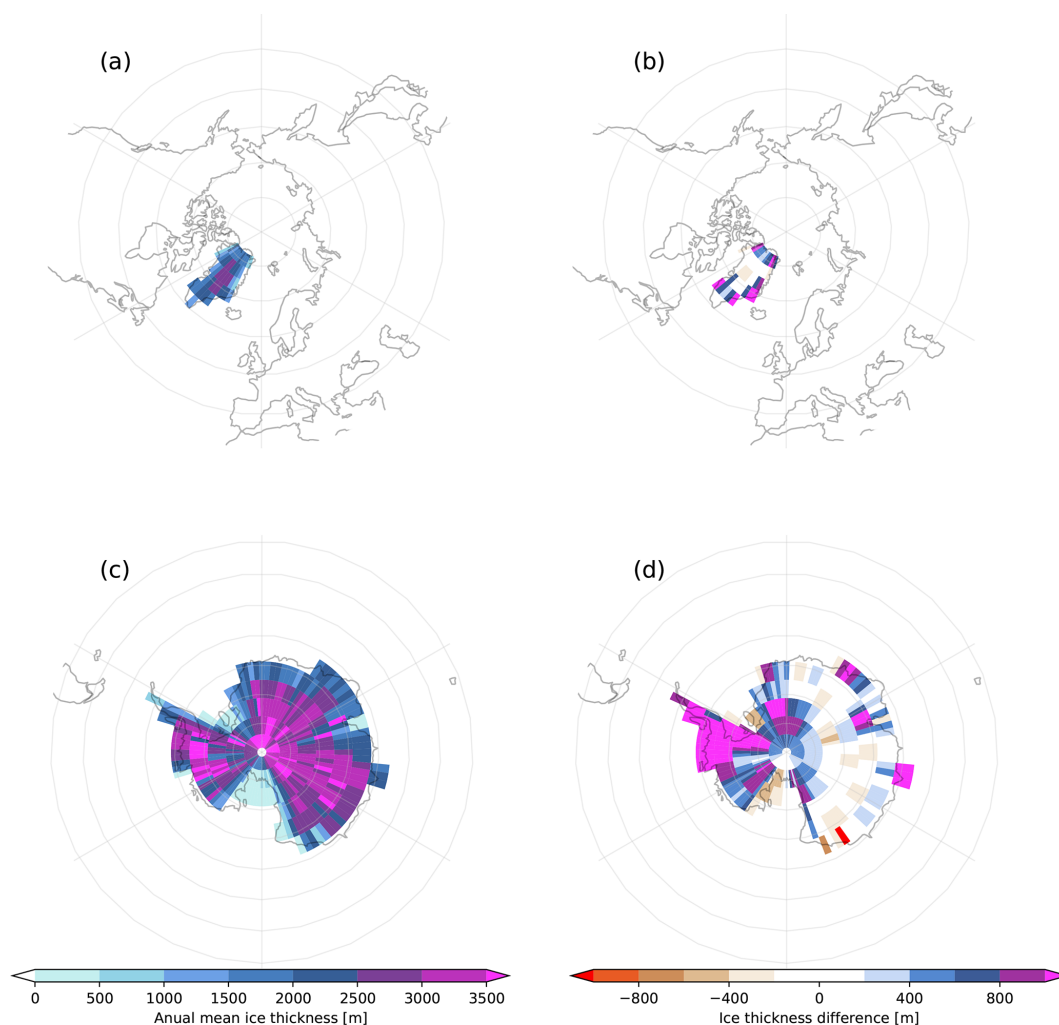 (a)
(b)
(c)
(d)
0 500 1000 1500 2000 2500 3000 3500
Anual mean ice thickness [m]
−800 −400 0 400 800
Ice thickness difference [m]